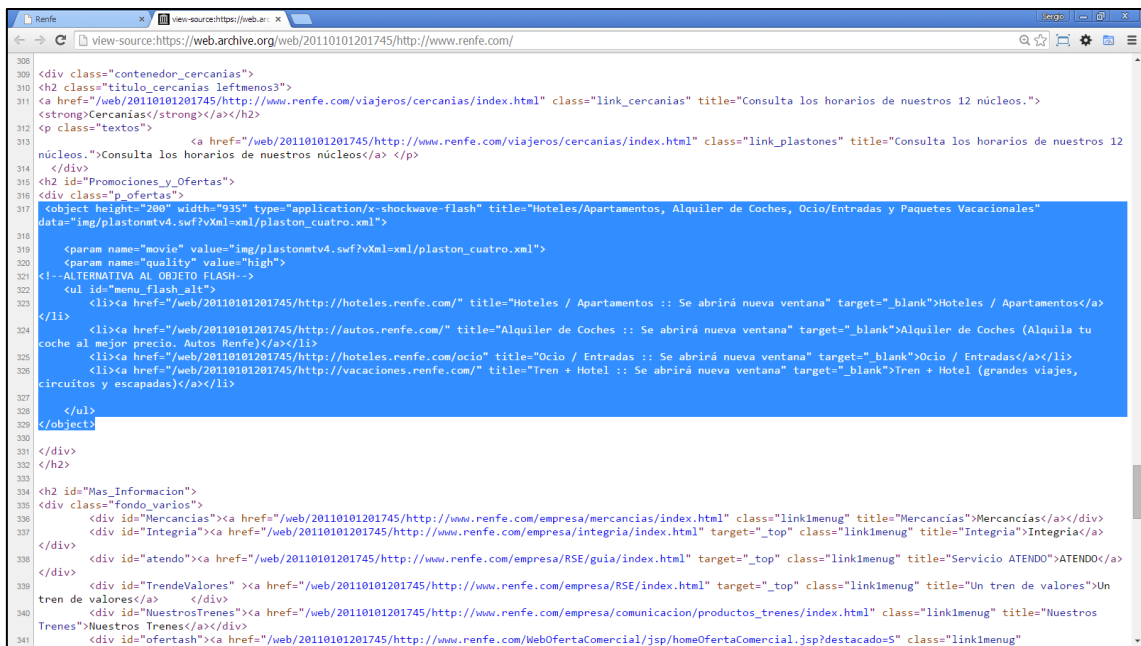 Renfe
view-source:https://web.arc
Sergio
view-source:https://web.archive.org/web/20110101201745/http://www.renfe.com/
308
309 <div class="contenedor_cercanias">
310 <h2 class="titulo_cercanias leftmenos3">
311 <a href="/web/20110101201745/http://www.renfe.com/viajeros/cercanias/index.html" class="link_cercanias" title="Consulta los horarios de nuestros 12 núcleos.">
<strong>Cercanías</strong></a></h2>
312 <p class="textos">
313 <a href="/web/20110101201745/http://www.renfe.com/viajeros/cercanias/index.html" class="link_plastones" title="Consulta los horarios de nuestros 12
núcleos.">Consulta los horarios de nuestros núcleos</a> </p>
314 </div>
315 <h2 id="Promociones_y_Ofertas">
316 <div class="p_ofertas">
317 <object height="200" width="935" type="application/x-shockwave-flash" title="Hoteles/Apartamentos, Alquiler de Coches, Ocio/Entradas y Paquetes Vacacionales"
data="img/plastonmtv4.swf?vXml=xml/plaston_cuatro.xml">
318
319 <param name="movie" value="img/plastonmtv4.swf?vXml=xml/plaston_cuatro.xml">
320 <param name="quality" value="high">
321 <!--ALTERNATIVA AL OBJETO FLASH-->
322 <ul id="menu_flash_alt">
323 <li><a href="/web/20110101201745/http://hoteles.renfe.com/" title="Hoteles / Apartamentos :: Se abrirá nueva ventana" target="_blank">Hoteles / Apartamentos</a>
</li>
324 <li><a href="/web/20110101201745/http://autos.renfe.com/" title="Alquiler de Coches :: Se abrirá nueva ventana" target="_blank">Alquiler de Coches (Alquila tu
coche al mejor precio. Autos Renfe)</a></li>
325 <li><a href="/web/20110101201745/http://hoteles.renfe.com/ocio" title="Ocio / Entradas :: Se abrirá nueva ventana" target="_blank">Ocio / Entradas</a></li>
326 <li><a href="/web/20110101201745/http://vacaciones.renfe.com/" title="Tren + Hotel :: Se abrirá nueva ventana" target="_blank">Tren + Hotel (grandes viajes,
circuítos y escapadas)</a></li>
327
328 </ul>
329 </object>
330
331 </div>
332 </h2>
333
334 <h2 id="Mas_Informacion">
335 <div class="fondo_varios">
336 <div id="Mercancias"><a href="/web/20110101201745/http://www.renfe.com/empresa/mercancias/index.html" class="link1menug" title="Mercancías">Mercancías</a></div>
337 <div id="Integria"><a href="/web/20110101201745/http://www.renfe.com/empresa/integria/index.html" target="_top" class="link1menug" title="Integria">Integria</a>
</div>
338 <div id="atendo"><a href="/web/20110101201745/http://www.renfe.com/empresa/RSE/guia/index.html" target="_top" class="link1menug" title="Servicio ATENDO">ATENDO</a>
</div>
339 <div id="TrendeValores" ><a href="/web/20110101201745/http://www.renfe.com/empresa/RSE/index.html" target="_top" class="link1menug" title="Un tren de valores">Un
tren de valores</a> </div>
340 <div id="NuestrosTrenes"><a href="/web/20110101201745/http://www.renfe.com/empresa/comunicacion/productos_trenes/index.html" class="link1menug" title="Nuestros
Trenes">Nuestros Trenes</a></div>
341 <div id="ofertash"><a href="/web/20110101201745/http://www.renfe.com/WebOfertaComercial/jsp/homeOfertaComercial.jsp?destacado=S" class="link1menug"